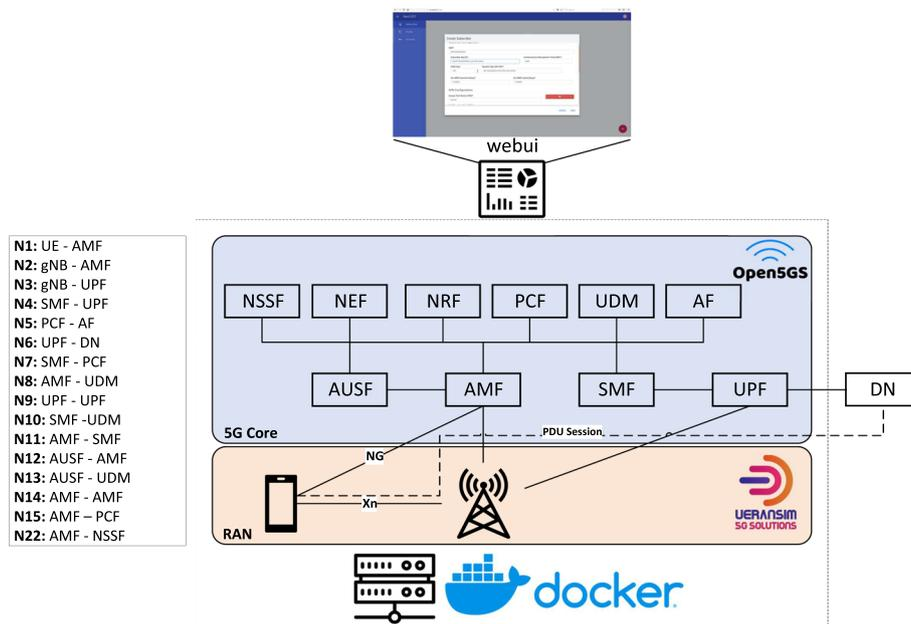 Create Subscriber
webui
N1: UE - AMF
N2: gNB - AMF
N3: gNB - UPF
N4: SMF - UPF
N5: PCF - AF
N6: UPF - DN
N7: SMF - PCF
N8: AMF - UDM
N9: UPF - UPF
N10: SMF -UDM
N11: AMF - SMF
N12: AUSF - AMF
N13: AUSF - UDM
N14: AMF - AMF
N15: AMF – PCF
N22: AMF - NSSF
Open5GS
NSSF
NEF
NRF
PCF
UDM
AF
AUSF
AMF
SMF
UPF
DN
5G Core
PDU Session
NG
Xn
RAN
UERANSIM
5G SOLUTIONS
docker